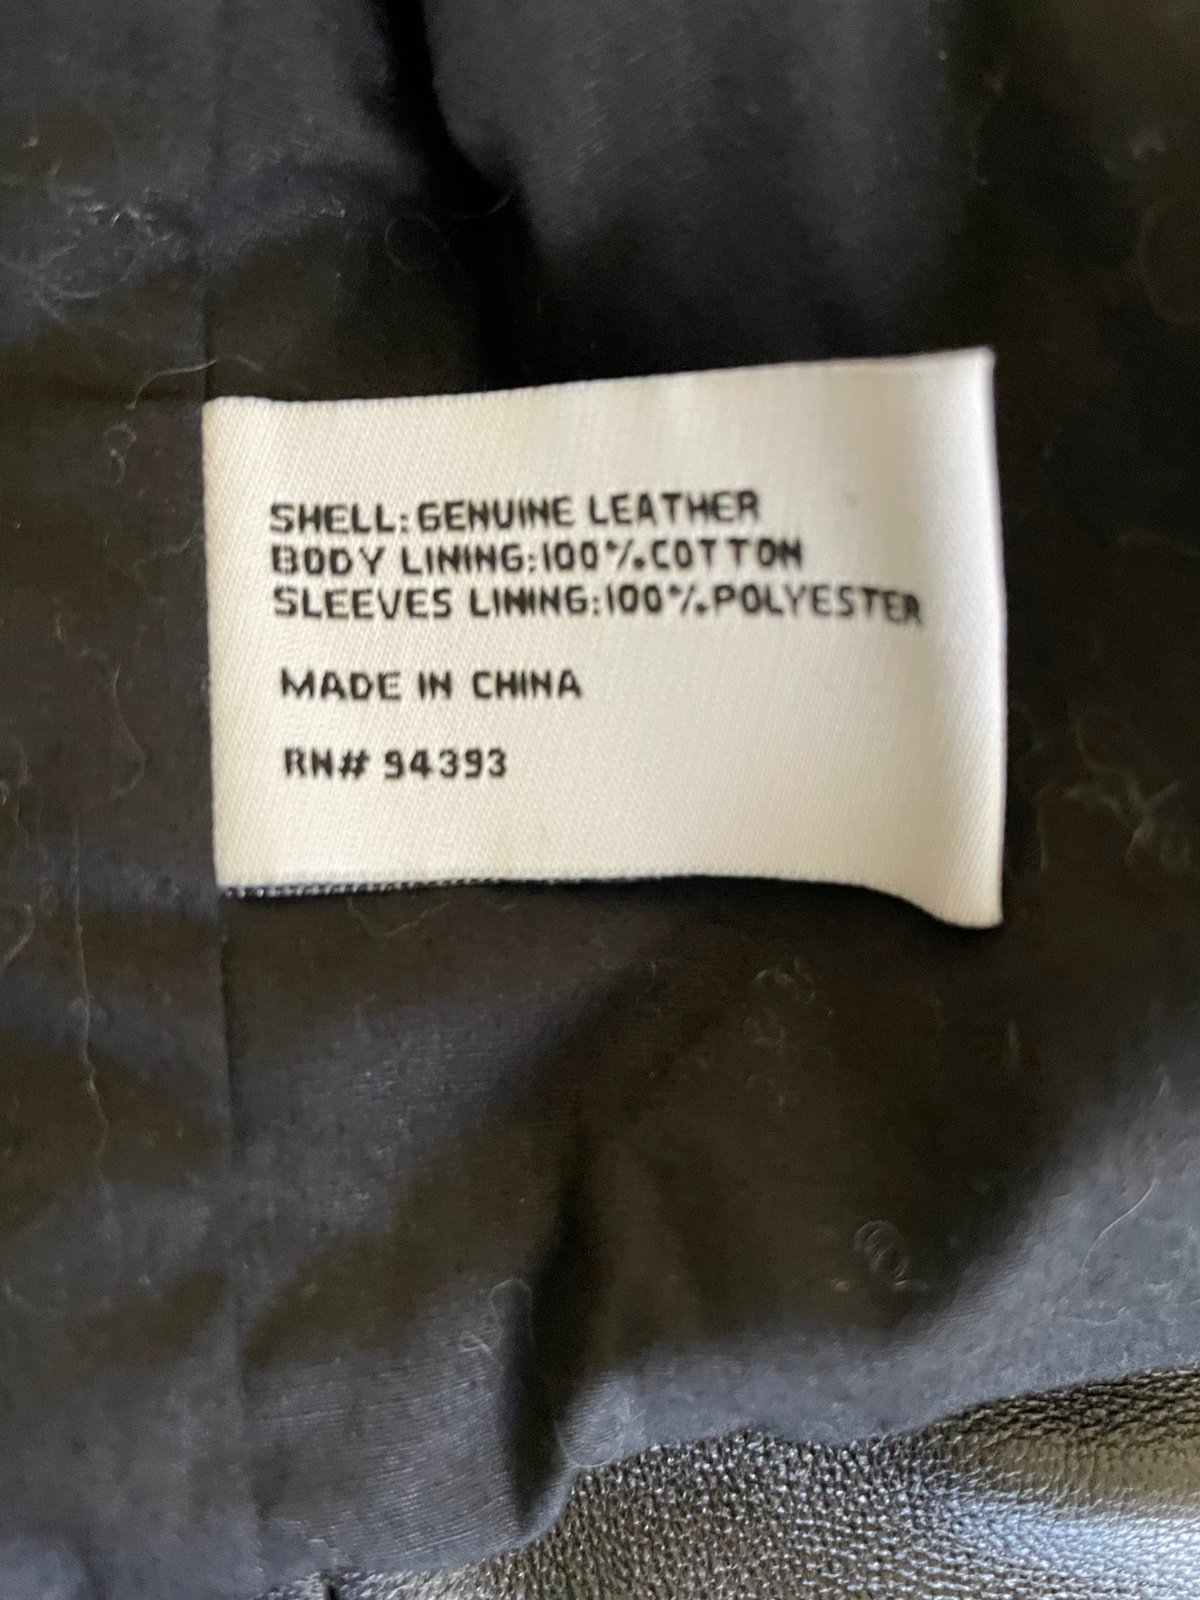 SHELL:GENUINE LEATHER
BODY LINING:100%COTTON
SLEEVES LINING:100%POLYESTER
MADE IN CHINA
RN# 94393